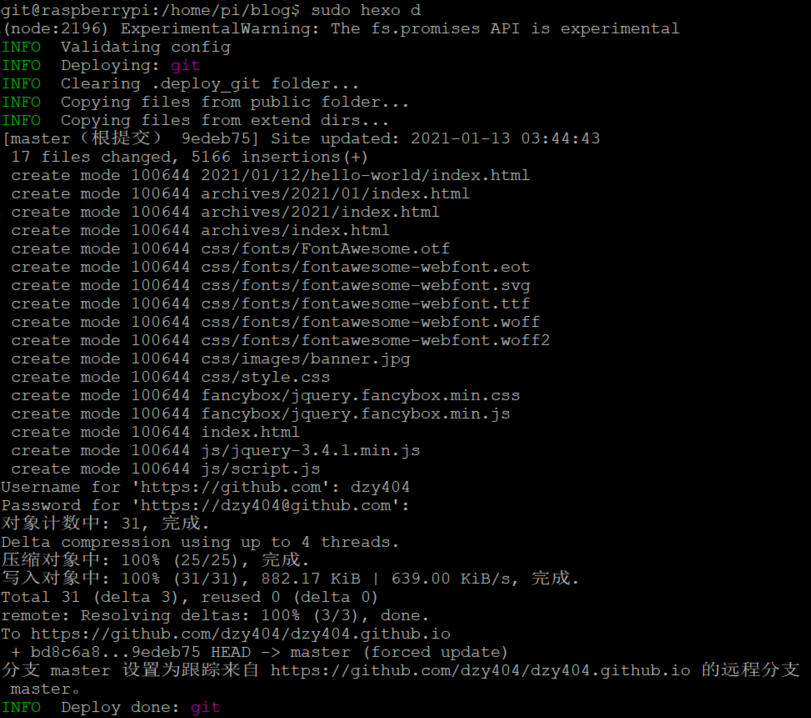 git@raspberrypi:/home/pi/blog$ sudo hexo d
(node:2196) ExperimentalWarning: The fs.promises API is experimental
INFO  Validating config
INFO  Deploying: git
INFO  Clearing .deploy_git folder...
INFO  Copying files from public folder...
INFO  Copying files from extend dirs...
[master（根提交） 9edeb75] Site updated: 2021-01-13 03:44:43
 17 files changed, 5166 insertions(+)
 create mode 100644 2021/01/12/hello-world/index.html
 create mode 100644 archives/2021/01/index.html
 create mode 100644 archives/2021/index.html
 create mode 100644 archives/index.html
 create mode 100644 css/fonts/FontAwesome.otf
 create mode 100644 css/fonts/fontawesome-webfont.eot
 create mode 100644 css/fonts/fontawesome-webfont.svg
 create mode 100644 css/fonts/fontawesome-webfont.ttf
 create mode 100644 css/fonts/fontawesome-webfont.woff
 create mode 100644 css/fonts/fontawesome-webfont.woff2
 create mode 100644 css/images/banner.jpg
 create mode 100644 css/style.css
 create mode 100644 fancybox/jquery.fancybox.min.css
 create mode 100644 fancybox/jquery.fancybox.min.js
 create mode 100644 index.html
 create mode 100644 js/jquery-3.4.1.min.js
 create mode 100644 js/script.js
Username for 'https://github.com': dzy404
Password for 'https://dzy404@github.com':
对象计数中: 31, 完成.
Delta compression using up to 4 threads.
压缩对象中: 100% (25/25), 完成.
写入对象中: 100% (31/31), 882.17 KiB | 639.00 KiB/s, 完成.
Total 31 (delta 3), reused 0 (delta 0)
remote: Resolving deltas: 100% (3/3), done.
To https://github.com/dzy404/dzy404.github.io
 + bd8c6a8...9edeb75 HEAD -> master (forced update)
分支 master 设置为跟踪来自 https://github.com/dzy404/dzy404.github.io 的远程分支
 master。
INFO  Deploy done: git